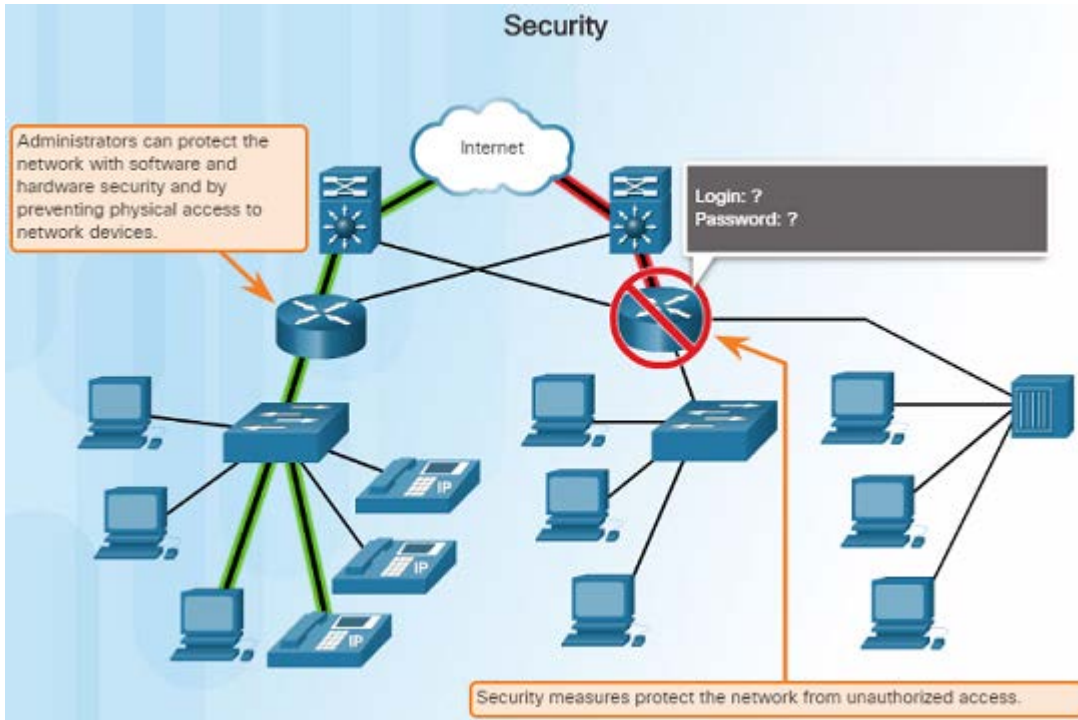 Security
Administrators can protect the
network with software and
hardware security and by
preventing physical access to
network devices.
Internet
Login: ?
Password: ?
IP
IP
IP
Security measures protect the network from unauthorized access.